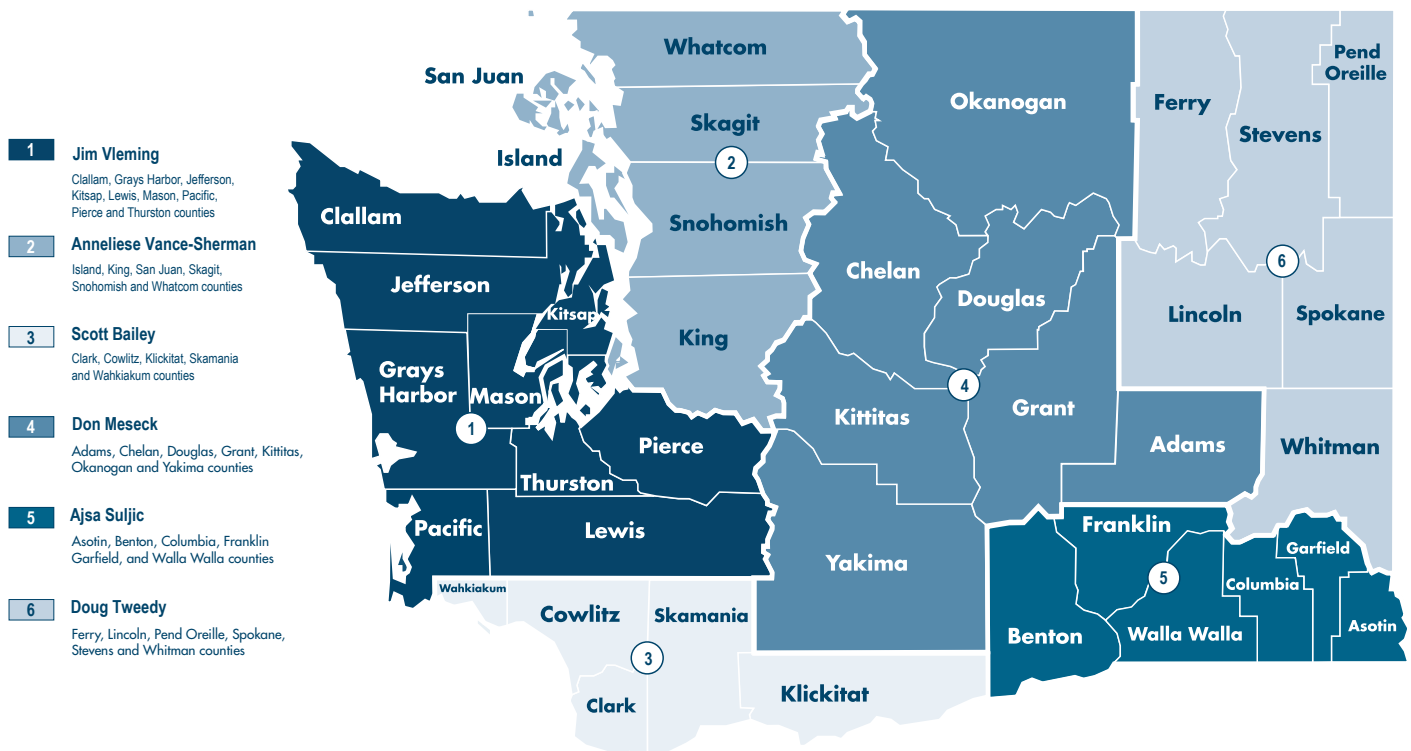 1
Jim Vleming
Clallam, Grays Harbor, Jefferson,
Kitsap, Lewis, Mason, Pacific,
Pierce and Thurston counties
2
Anneliese Vance-Sherman
Island, King, San Juan, Skagit,
Snohomish and Whatcom counties
3
Scott Bailey
Clark, Cowlitz, Klickitat, Skamania
and Wahkiakum counties
4
Don Meseck
Adams, Chelan, Douglas, Grant, Kittitas,
Okanogan and Yakima counties
5
Ajsa Suljic
Asotin, Benton, Columbia, Franklin
Garfield, and Walla Walla counties
6
Doug Tweedy
Ferry, Lincoln, Pend Oreille, Spokane,
Stevens and Whitman counties
Whatcom
San Juan
Skagit
Island
2
Snohomish
King
Clallam
Jefferson
Kitsap
Grays
Harbor
Mason
1
Pierce
Thurston
Pacific
Lewis
Wahkiakum
Cowlitz
Skamania
3
Clark
Klickitat
Okanogan
Chelan
Douglas
4
Kittitas
Grant
Adams
Yakima
Ferry
Stevens
Pend
Oreille
6
Lincoln
Spokane
Whitman
Franklin
5
Benton
Walla Walla
Columbia
Garfield
Asotin